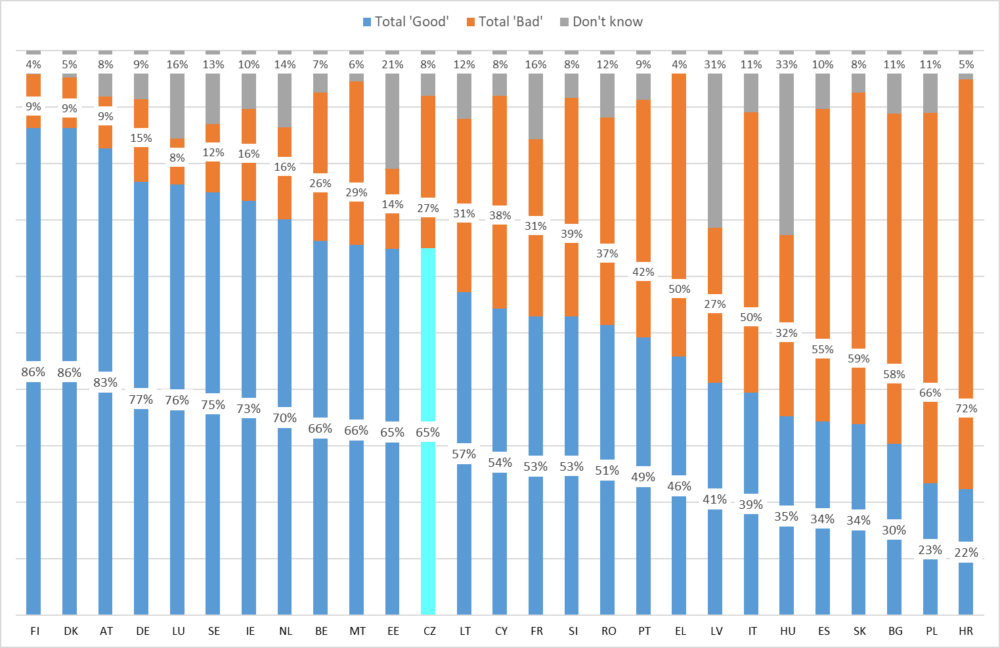 Total 'Good' Total 'Bad' Don't know
4% 5% 8% 9% 16% 13% 10% 14% 7% 6% 21% 8% 12% 8% 16% 8% 12% 9% 4% 31% 11% 33% 10% 8% 11% 11% 5%
9% 9% 9% 15% 8% 12% 16% 16% 26% 29% 14% 27% 31% 38% 31% 39% 37% 42% 50% 27% 50% 32% 55% 59% 58% 66% 72%
86% 86% 83% 77% 76% 75% 73% 70% 66% 66% 65% 65% 57% 54% 53% 53% 51% 49% 46% 41% 39% 35% 34% 34% 30% 23% 22%
FI DK AT DE LU SE IE NL BE MT EE CZ LT CY FR SI RO PT EL LV IT HU ES SK BG PL HR